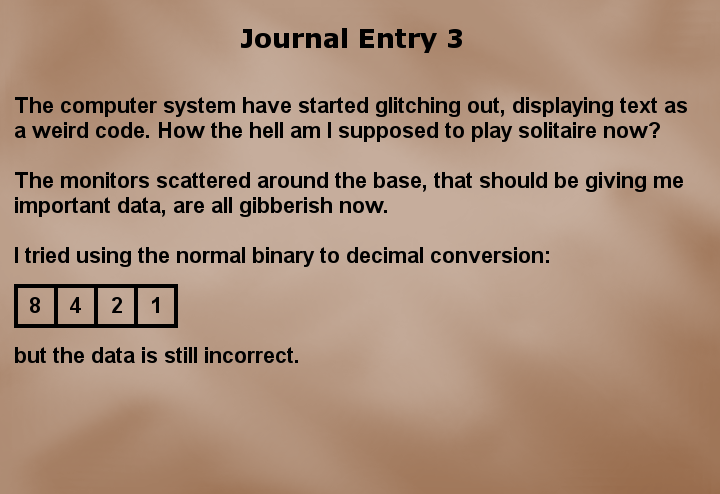 Journal Entry 3
The computer system have started glitching out, displaying text as
a weird code. How the hell am I supposed to play solitaire now?
The monitors scattered around the base, that should be giving me
important data, are all gibberish now.
I tried using the normal binary to decimal conversion:
8 4 2 1
but the data is still incorrect.